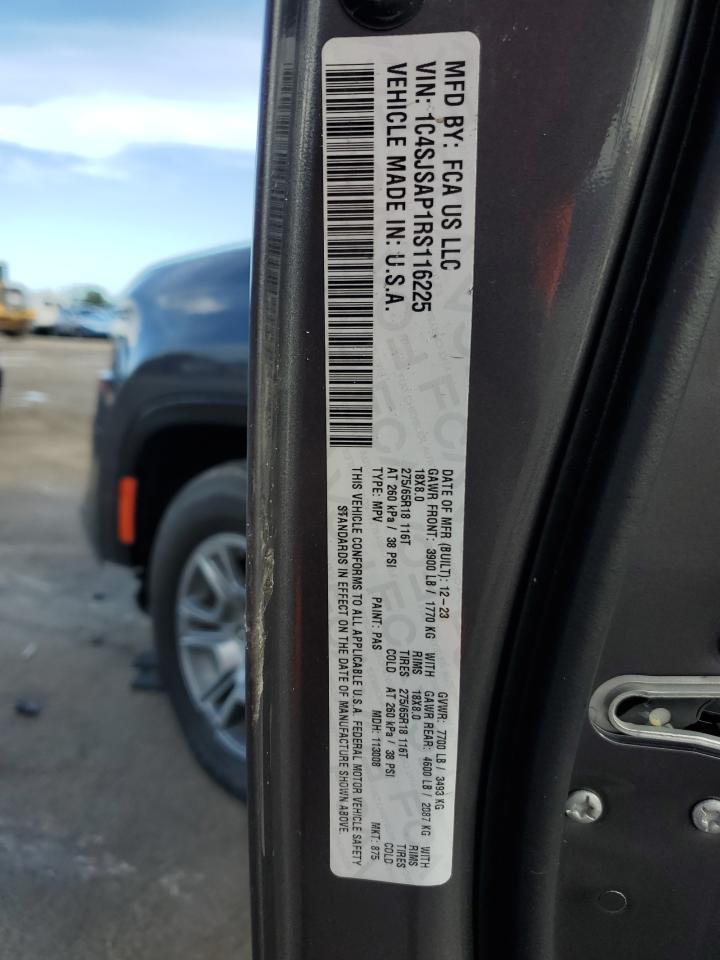 MFD BY: FCA US LLC
VIN: 1C4SJSAP1RS116225
VEHICLE MADE IN: U.S.A.
DATE OF MFR (BUILT): 12-23 GVWR: 7700 LB / 3493 KG
GAWR FRONT: 3900 LB / 1770 KG WITH GAWR REAR: 4600 LB / 2087 KG WITH
18X8.0 RIMS 18X8.0 RIMS
275/65R18 116T TIRES 275/65R18 116T TIRES
AT 260 kPa / 38 PSI COLD AT 260 kPa / 38 PSI COLD
TYPE: MPV PAINT: PAS MDH: 113008 MKT: 875
THIS VEHICLE CONFORMS TO ALL APPLICABLE U.S.A. FEDERAL MOTOR VEHICLE SAFETY
STANDARDS IN EFFECT ON THE DATE OF MANUFACTURE SHOWN ABOVE.